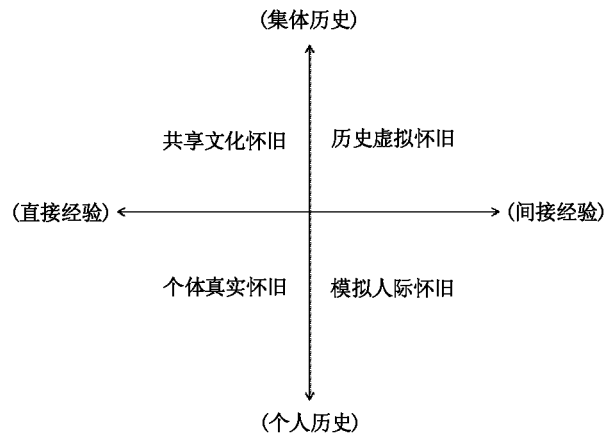 (集体历史)
共享文化怀旧 历史虚拟怀旧
(直接经验) (间接经验)
个体真实怀旧 模拟人际怀旧
(个人历史)